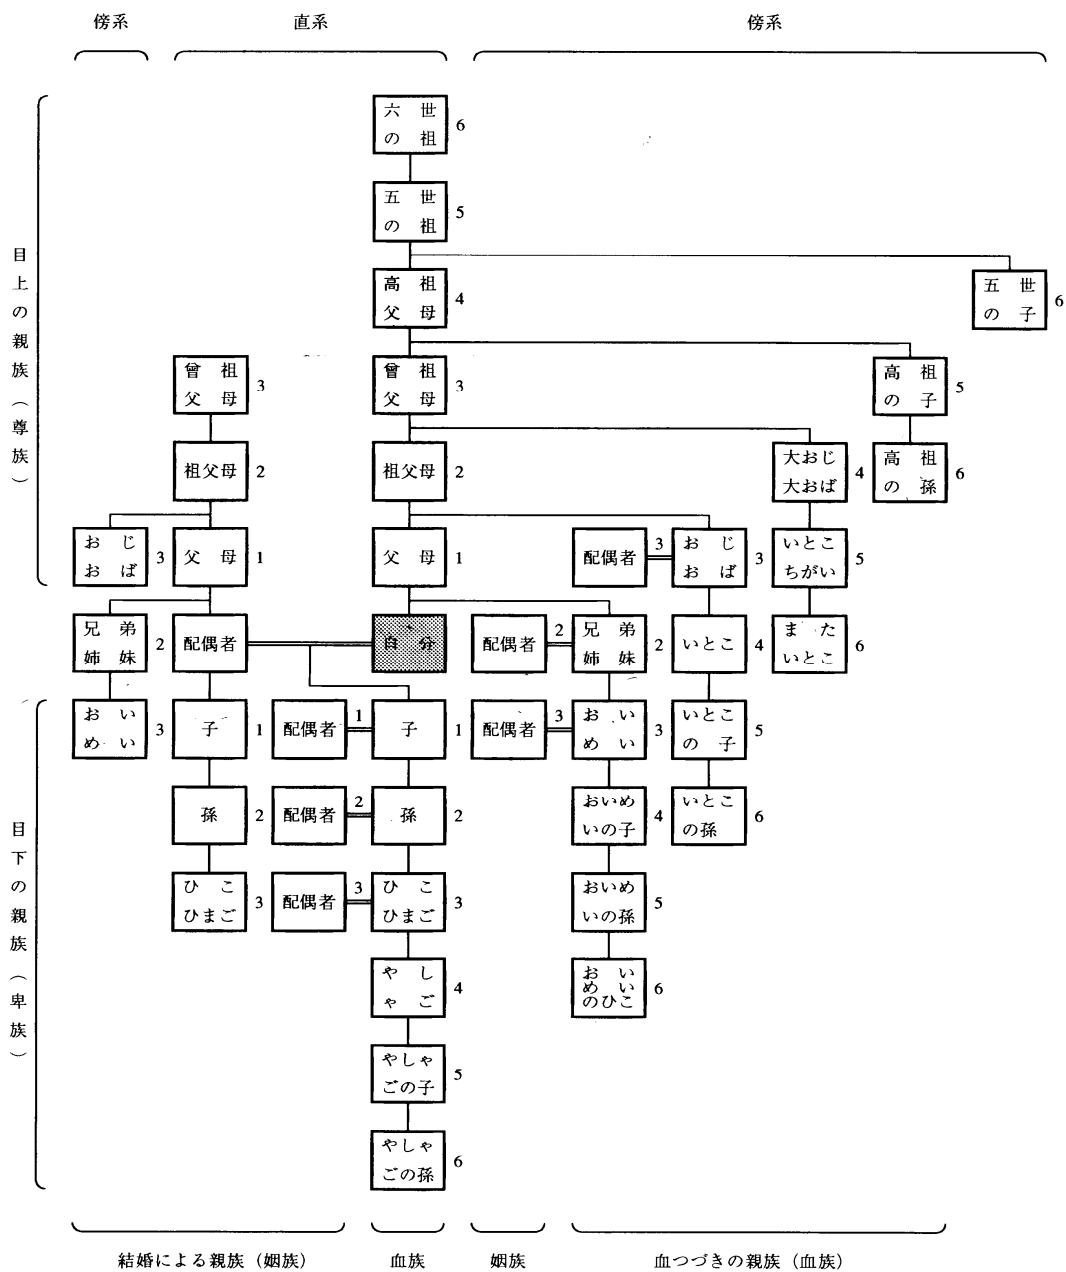 傍系
直系
傍系
目上の親族(尊族)
六世
の祖
6
五世
の祖
5
高祖
父母
4
五世
の子
6
曾祖
父母
3
曾祖
父母
3
高祖
の子
5
祖父母
2
祖父母
2
大おじ
大おば
4
高祖
の孫
6
おじ
おば
3
父母
1
父母
1
配偶者
3
おじ
おば
3
いとこ
ちがい
5
兄弟
姉妹
2
配偶者
自分
配偶者
2
兄弟
姉妹
2
いとこ
4
また
いとこ
6
目下の親族(卑族)
おい
めい
3
子
1
配偶者
1
子
1
配偶者
3
おい
めい
3
いとこ
の子
5
孫
2
配偶者
2
孫
2
おいめ
いの子
4
いとこ
の孫
6
ひこ
ひまご
3
配偶者
3
ひこ
ひまご
3
おいめ
いの孫
5
やし
ゃご
4
おい
めい
のひこ
6
やしゃ
ごの子
5
やしゃ
ごの孫
6
結婚による親族(姻族)
血族
姻族
血つづきの親族(血族)